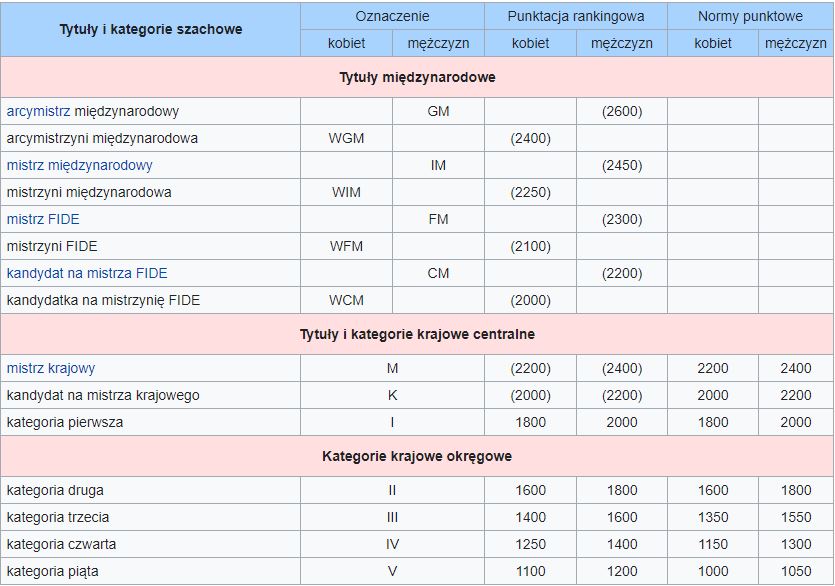 Tytuły i kategorie szachowe Oznaczenie Punktacja rankingowa Normy punktowe
kobiet mężczyzn kobiet mężczyzn kobiet mężczyzn
Tytuły międzynarodowe
arcymistrz międzynarodowy GM (2600)
arcymistrzyni międzynarodowa WGM (2400)
mistrz międzynarodowy IM (2450)
mistrzyni międzynarodowa WIM (2250)
mistrz FIDE FM (2300)
mistrzyni FIDE WFM (2100)
kandydat na mistrza FIDE CM (2200)
kandydatka na mistrzynię FIDE WCM (2000)
Tytuły i kategorie krajowe centralne
mistrz krajowy M (2200) (2400) 2200 2400
kandydat na mistrza krajowego K (2000) (2200) 2000 2200
kategoria pierwsza I 1800 2000 1800 2000
Kategorie krajowe okręgowe
kategoria druga II 1600 1800 1600 1800
kategoria trzecia III 1400 1600 1350 1550
kategoria czwarta IV 1250 1400 1150 1300
kategoria piąta V 1100 1200 1000 1050